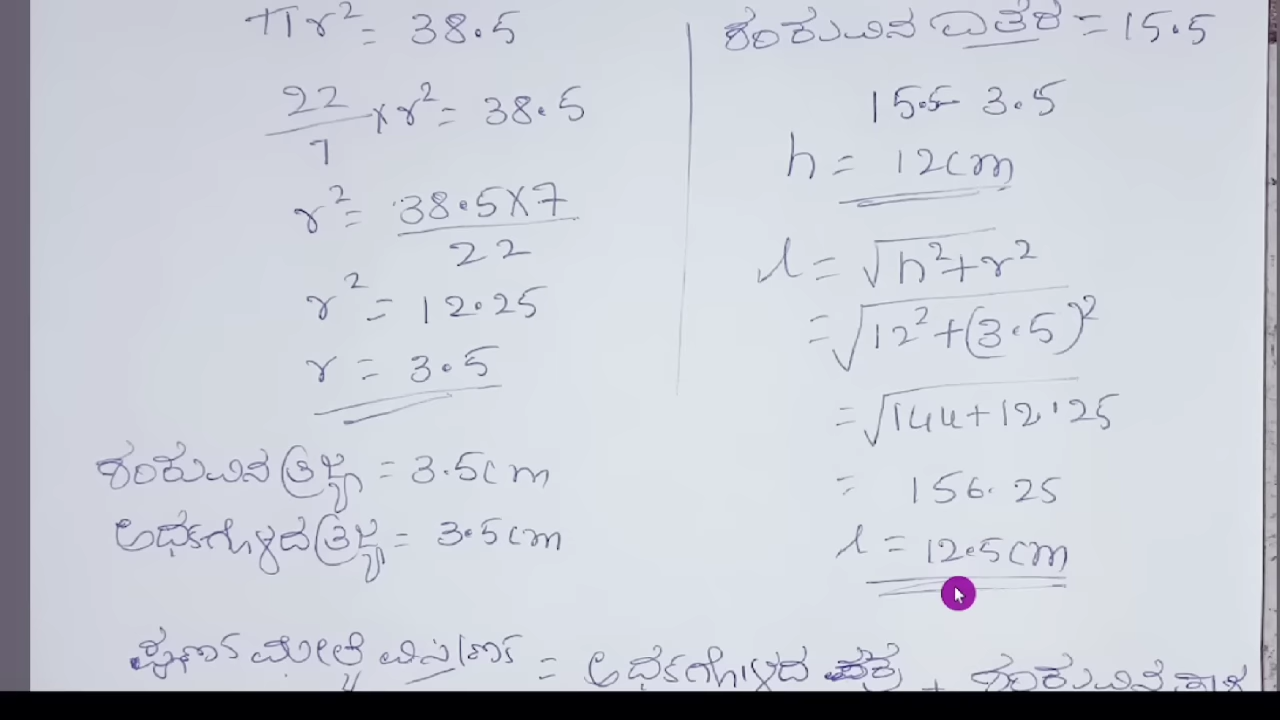 πr² = 38.5
22/7 × r² = 38.5
r² = 38.5×7/22
r² = 12.25
r = 3.5
ಶಂಕುವಿನ ತ್ರಿಜ್ಯ = 3.5cm
ಅರ್ಧಗೋಳದ ತ್ರಿಜ್ಯ = 3.5cm
ಶಂಕುವಿನ ಎತ್ತರ = 15.5
15.5 - 3.5
h = 12cm
l = √h²+r²
= √12²+(3.5)²
= √144+12.25
= 156.25
l = 12.5cm
ಪೂರ್ಣ ಮೇಲ್ಮೈ ವಿಸ್ತೀರ್ಣ = ಅರ್ಧಗೋಳದ + ಶಂಕುವಿನ